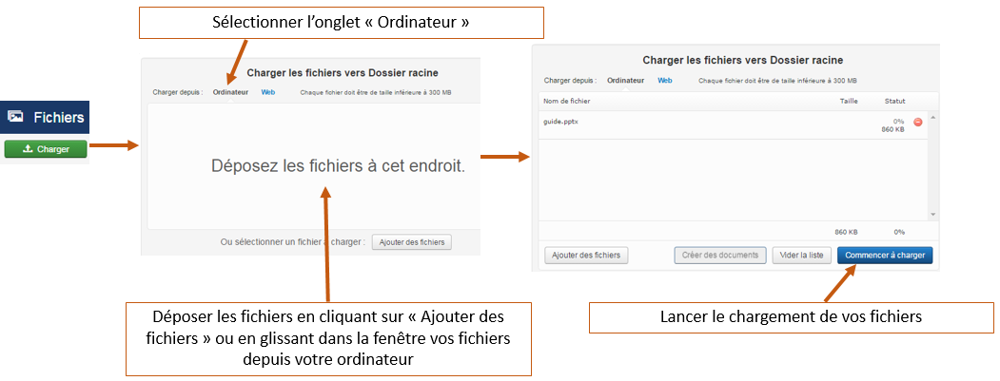 Sélectionner l’onglet « Ordinateur »
Fichiers
Charger
Charger les fichiers vers Dossier racine
Charger depuis : Ordinateur Web Chaque fichier doit être de taille inférieure à 300 MB
Déposez les fichiers à cet endroit.
Ou sélectionner un fichier à charger : Ajouter des fichiers
Charger les fichiers vers Dossier racine
Charger depuis : Ordinateur Web Chaque fichier doit être de taille inférieure à 300 MB
Nom de fichier Taille Statut
guide.pptx 0%
860 KB
860 KB 0%
Ajouter des fichiers Créer des documents Vider la liste Commencer à charger
Déposer les fichiers en cliquant sur « Ajouter des
fichiers » ou en glissant dans la fenêtre vos fichiers
depuis votre ordinateur
Lancer le chargement de vos fichiers